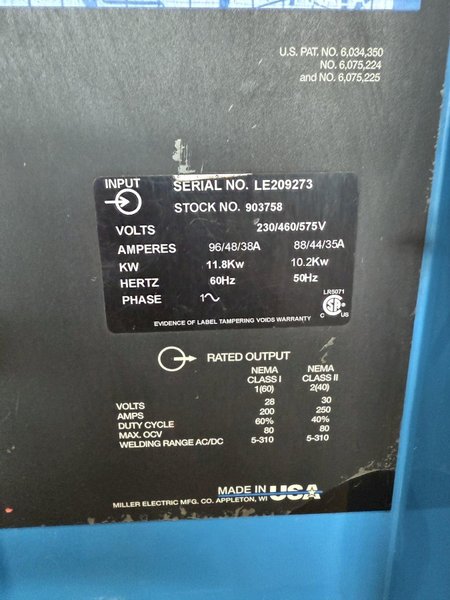 U.S. PAT. NO. 6,034,350
NO. 6,075,224
and NO. 6,075,225
INPUT SERIAL NO. LE209273
STOCK NO. 903758
VOLTS 230/460/575V
AMPERES 96/48/38A 88/44/35A
KW 11.8Kw 10.2Kw
HERTZ 60Hz 50Hz
PHASE 1
LR5071
C US
EVIDENCE OF LABEL TAMPERING VOIDS WARRANTY
RATED OUTPUT
NEMA NEMA
CLASS I CLASS II
1(60) 2(40)
VOLTS 28 30
AMPS 200 250
DUTY CYCLE 60% 40%
MAX. OCV 80 80
WELDING RANGE AC/DC 5-310 5-310
MADE IN USA
MILLER ELECTRIC MFG. CO. APPLETON, WI